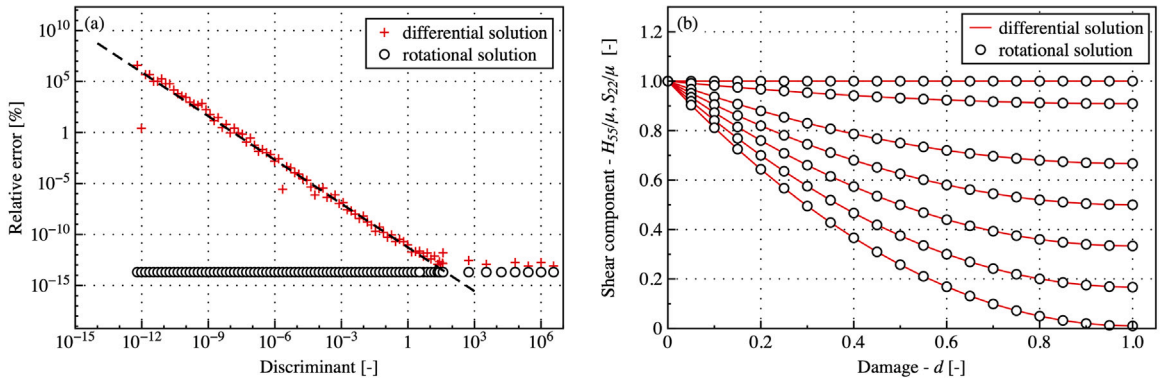 (a)
differential solution
rotational solution
Relative error [%]
10^10
10^5
1
10^−5
10^−10
10^−15
10^−15 10^−12 10^−9 10^−6 10^−3 1 10^3 10^6
Discriminant [-]
(b)
differential solution
rotational solution
Shear component - H_55/μ, S_22/μ [-]
1.2
1.0
0.8
0.6
0.4
0.2
0
0 0.2 0.4 0.6 0.8 1.0
Damage - d [-]